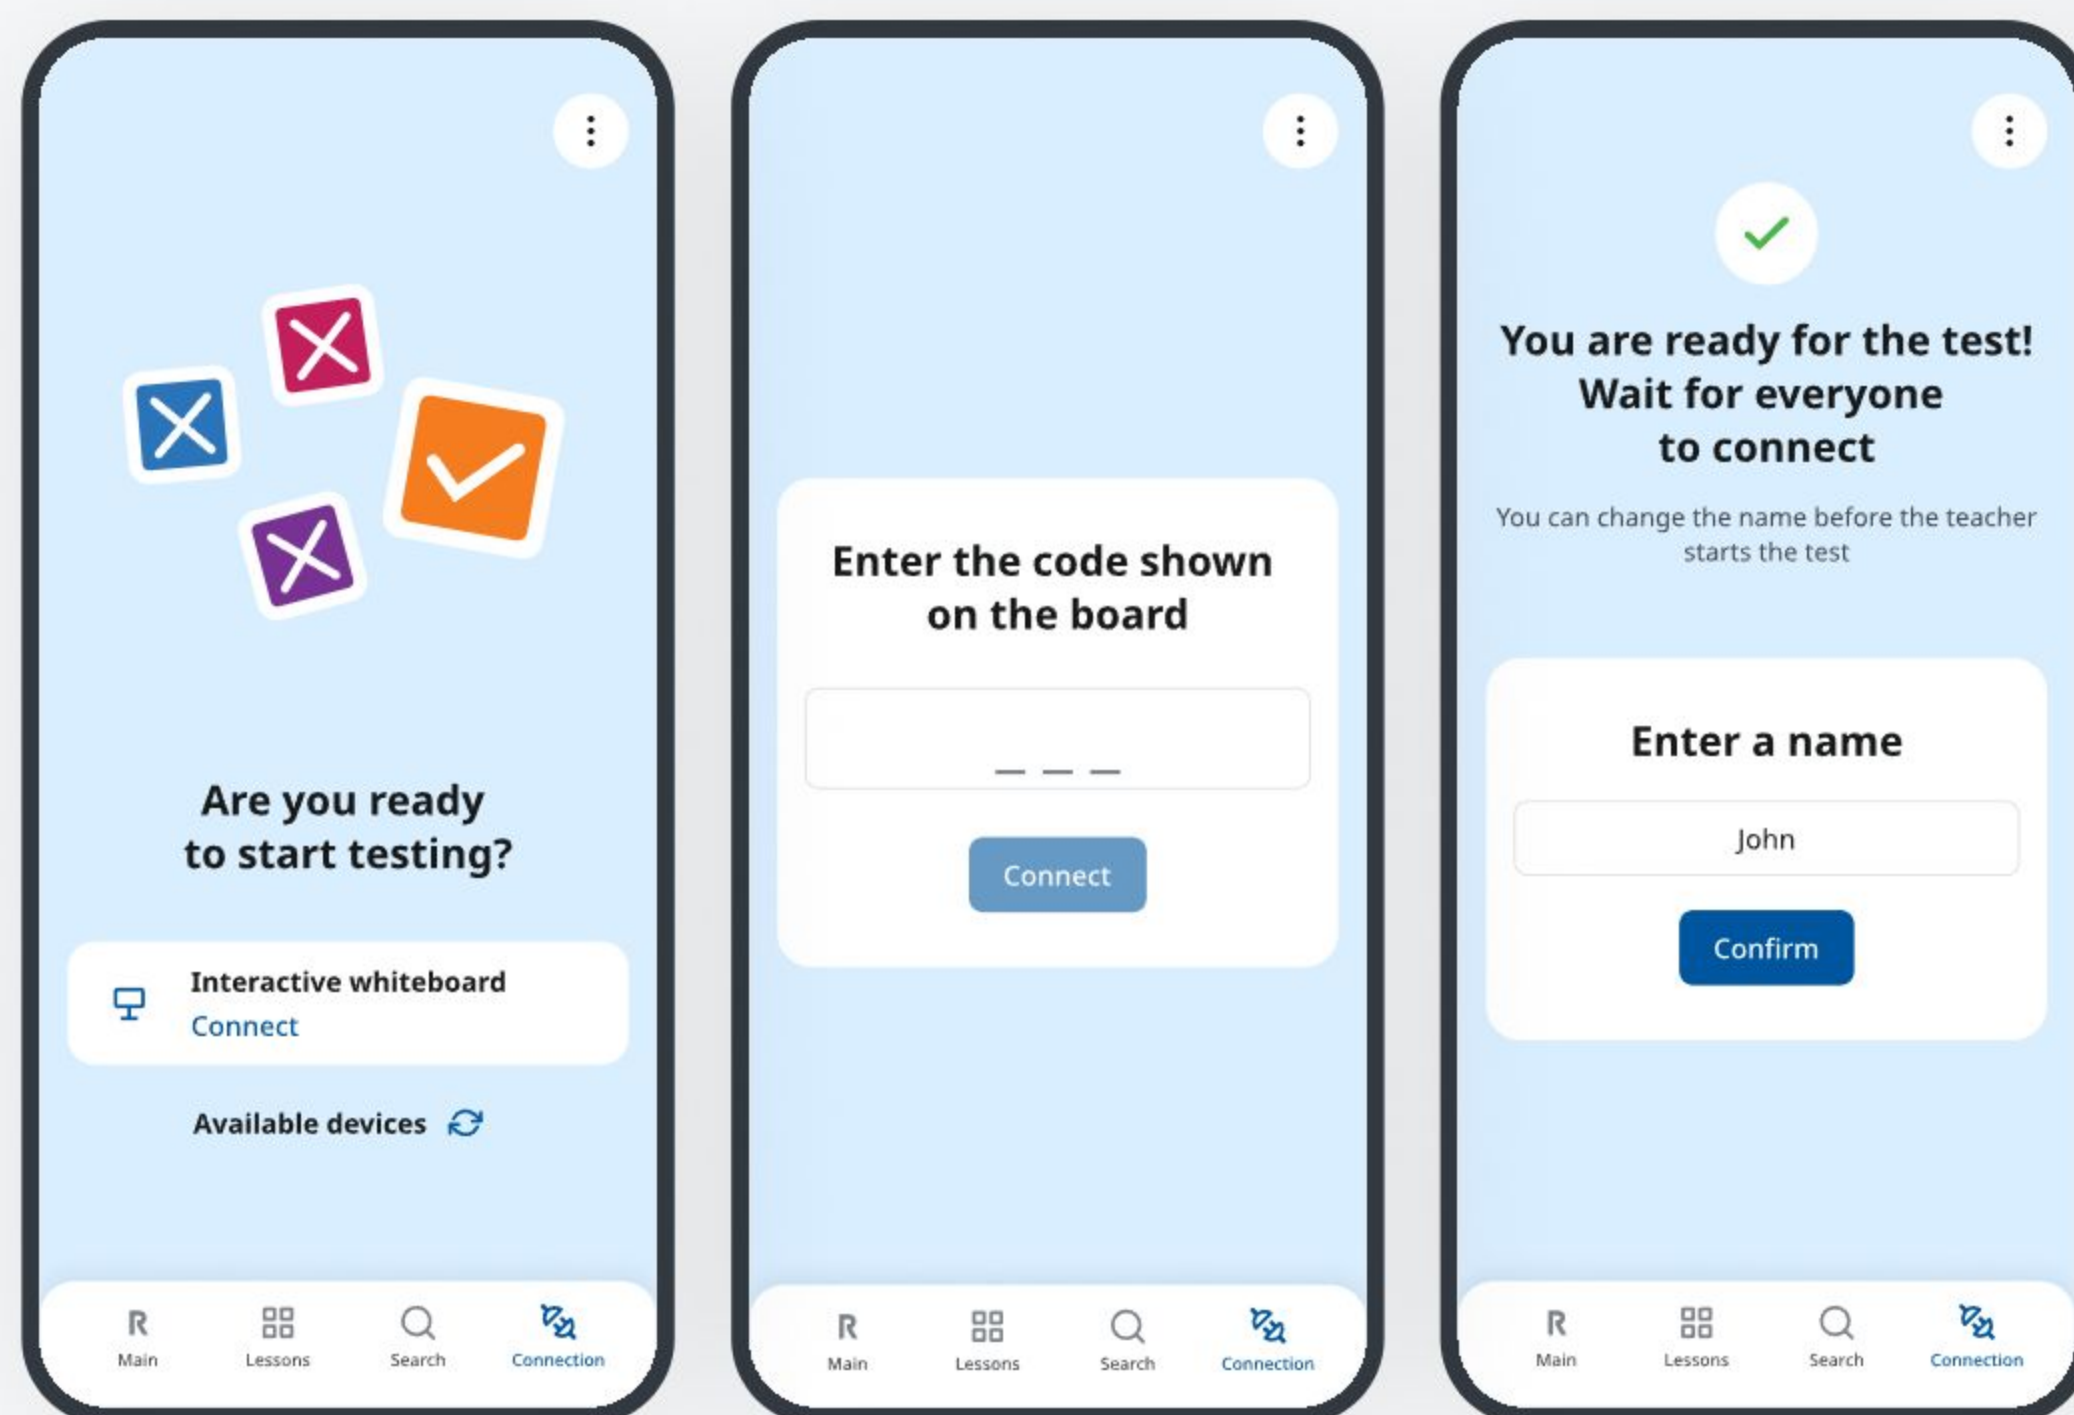 Are you ready
to start testing?
Interactive whiteboard
Connect
Available devices
R
Main
Lessons
Search
Connection
Enter the code shown
on the board
_ _ _
Connect
R
Main
Lessons
Search
Connection
You are ready for the test!
Wait for everyone
to connect
You can change the name before the teacher
starts the test
Enter a name
John
Confirm
R
Main
Lessons
Search
Connection